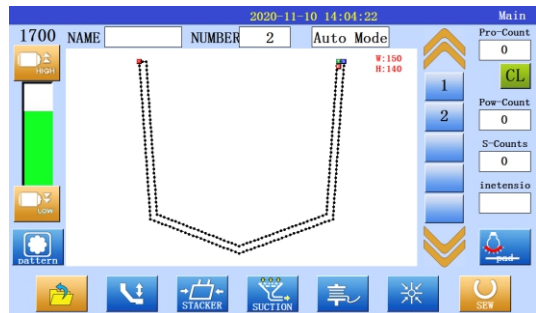 2020-11-10 14:04:22 Main
1700 NAME NUMBER 2 Auto Mode
Pro-Count
0
CL
HIGH
W:150
H:140
1
2
Pow-Count
0
S-Counts
0
inetensio
Low
pattern
pad
STACKER
SUCTION
SEW